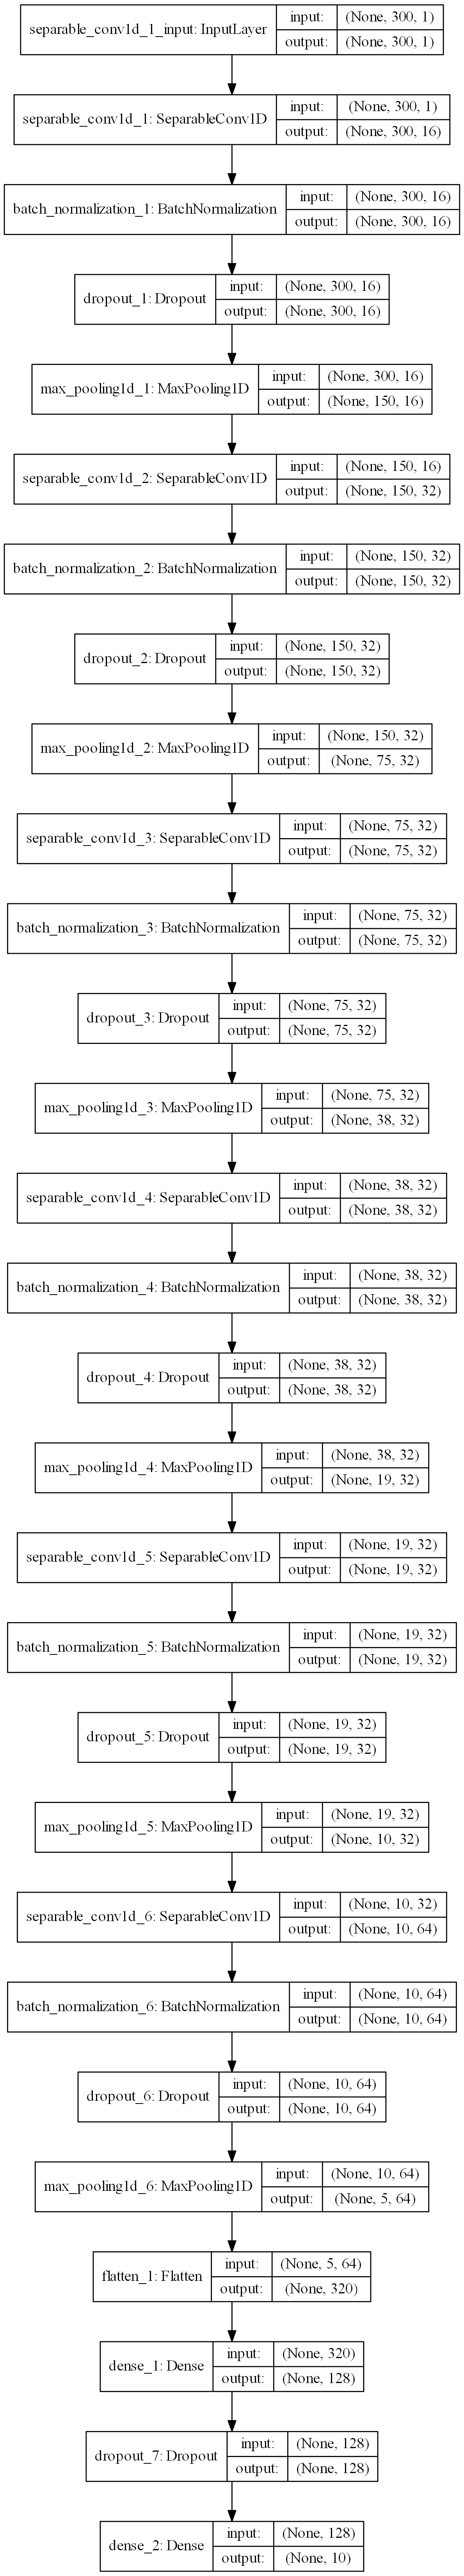 separable_conv1d_1_input: InputLayer
input: (None, 300, 1)
output: (None, 300, 1)
separable_conv1d_1: SeparableConv1D
input: (None, 300, 1)
output: (None, 300, 16)
batch_normalization_1: BatchNormalization
input: (None, 300, 16)
output: (None, 300, 16)
dropout_1: Dropout
input: (None, 300, 16)
output: (None, 300, 16)
max_pooling1d_1: MaxPooling1D
input: (None, 300, 16)
output: (None, 150, 16)
separable_conv1d_2: SeparableConv1D
input: (None, 150, 16)
output: (None, 150, 32)
batch_normalization_2: BatchNormalization
input: (None, 150, 32)
output: (None, 150, 32)
dropout_2: Dropout
input: (None, 150, 32)
output: (None, 150, 32)
max_pooling1d_2: MaxPooling1D
input: (None, 150, 32)
output: (None, 75, 32)
separable_conv1d_3: SeparableConv1D
input: (None, 75, 32)
output: (None, 75, 32)
batch_normalization_3: BatchNormalization
input: (None, 75, 32)
output: (None, 75, 32)
dropout_3: Dropout
input: (None, 75, 32)
output: (None, 75, 32)
max_pooling1d_3: MaxPooling1D
input: (None, 75, 32)
output: (None, 38, 32)
separable_conv1d_4: SeparableConv1D
input: (None, 38, 32)
output: (None, 38, 32)
batch_normalization_4: BatchNormalization
input: (None, 38, 32)
output: (None, 38, 32)
dropout_4: Dropout
input: (None, 38, 32)
output: (None, 38, 32)
max_pooling1d_4: MaxPooling1D
input: (None, 38, 32)
output: (None, 19, 32)
separable_conv1d_5: SeparableConv1D
input: (None, 19, 32)
output: (None, 19, 32)
batch_normalization_5: BatchNormalization
input: (None, 19, 32)
output: (None, 19, 32)
dropout_5: Dropout
input: (None, 19, 32)
output: (None, 19, 32)
max_pooling1d_5: MaxPooling1D
input: (None, 19, 32)
output: (None, 10, 32)
separable_conv1d_6: SeparableConv1D
input: (None, 10, 32)
output: (None, 10, 64)
batch_normalization_6: BatchNormalization
input: (None, 10, 64)
output: (None, 10, 64)
dropout_6: Dropout
input: (None, 10, 64)
output: (None, 10, 64)
max_pooling1d_6: MaxPooling1D
input: (None, 10, 64)
output: (None, 5, 64)
flatten_1: Flatten
input: (None, 5, 64)
output: (None, 320)
dense_1: Dense
input: (None, 320)
output: (None, 128)
dropout_7: Dropout
input: (None, 128)
output: (None, 128)
dense_2: Dense
input: (None, 128)
output: (None, 10)